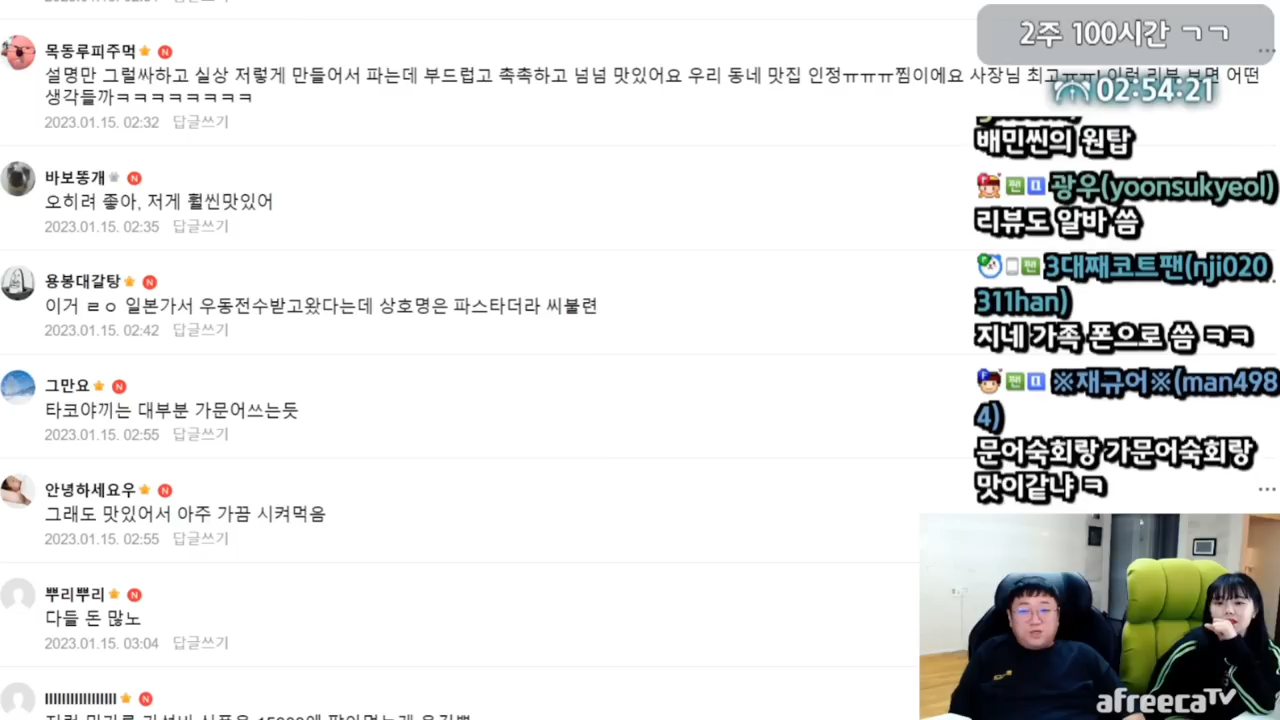 목동루피주먹
설명만 그럴싸하고 실상 저렇게 만들어서 파는데 부드럽고 촉촉하고 넘넘 맛있어요 우리 동네 맛집 인정ㅠㅠㅠ찜이에요 사장님 최고ㅠㅠ! 이런 리뷰 보면 어떤
생각들까ㅋㅋㅋㅋㅋㅋㅋㅋ
2023.01.15. 02:32 답글쓰기
바보똥개
오히려 좋아, 저게 훨씬맛있어
2023.01.15. 02:35 답글쓰기
용봉대갈탕
이거 ㄹㅇ 일본가서 우동전수받고왔다는데 상호명은 파스타더라 씨불련
2023.01.15. 02:42 답글쓰기
그만요
타코야끼는 대부분 가문어쓰는듯
2023.01.15. 02:55 답글쓰기
안녕하세요우
그래도 맛있어서 아주 가끔 시켜먹음
2023.01.15. 02:55 답글쓰기
뿌리뿌리
다들 돈 많노
2023.01.15. 03:04 답글쓰기
2주 100시간 ㄱㄱ
02:54:21
배민씬의 원탑
광우(yoonsukyeol)
리뷰도 알바 씀
3대째코트팬(nji020
311han)
지네 가족 폰으로 씀 ㅋㅋ
※재규어※(man498
4)
문어숙회랑 가문어숙회랑
맛이같냐 ㅋ
afreecaTV